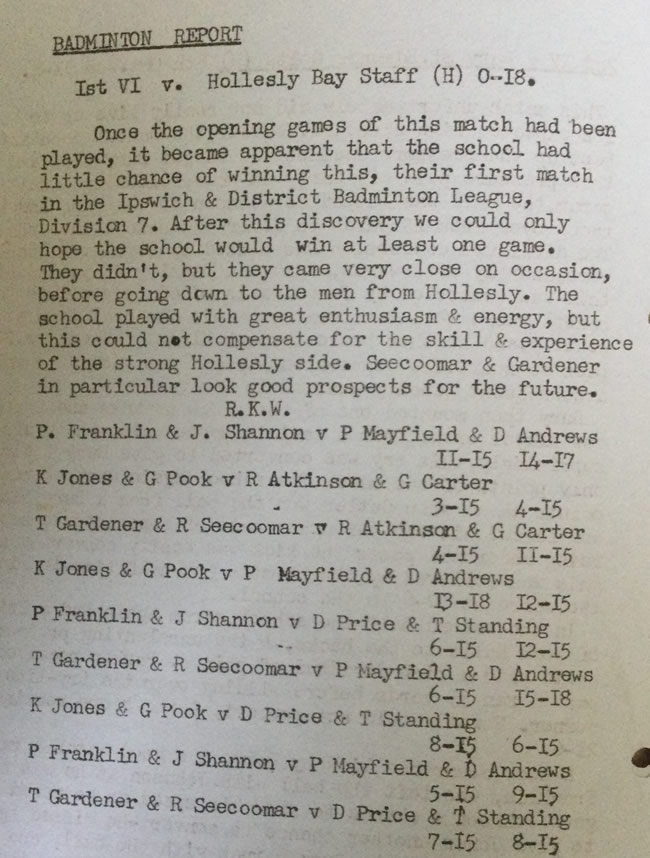 BADMINTON REPORT
Ist VI v. Hollesly Bay Staff (H) 0--I8.
Once the opening games of this match had been
played, it became apparent that the school had
little chance of winning this, their first match
in the Ipswich & District Badminton League,
Division 7. After this discovery we could only
hope the school would win at least one game.
They didn't, but they came very close on occasion,
before going down to the men from Hollesly. The
school played with great enthusiasm & energy, but
this could not compensate for the skill & experience
of the strong Hollesly side. Seecoomar & Gardener
in particular look good prospects for the future.
R.K.W.
P. Franklin & J. Shannon v P Mayfield & D Andrews
II-I5 I4-I7
K Jones & G Pook v R Atkinson & G Carter
3-I5 4-I5
T Gardener & R Seecoomar v R Atkinson & G Carter
4-I5 II-I5
K Jones & G Pook v P Mayfield & D Andrews
I3-I8 I2-I5
P Franklin & J Shannon v D Price & T Standing
6-I5 I2-I5
T Gardener & R Seecoomar v P Mayfield & D Andrews
6-I5 I5-I8
K Jones & G Pook v D Price & T Standing
8-I5 6-I5
P Franklin & J Shannon v P Mayfield & D Andrews
5-I5 9-I5
T Gardener & R Seecoomar v D Price & T Standing
7-I5 8-I5